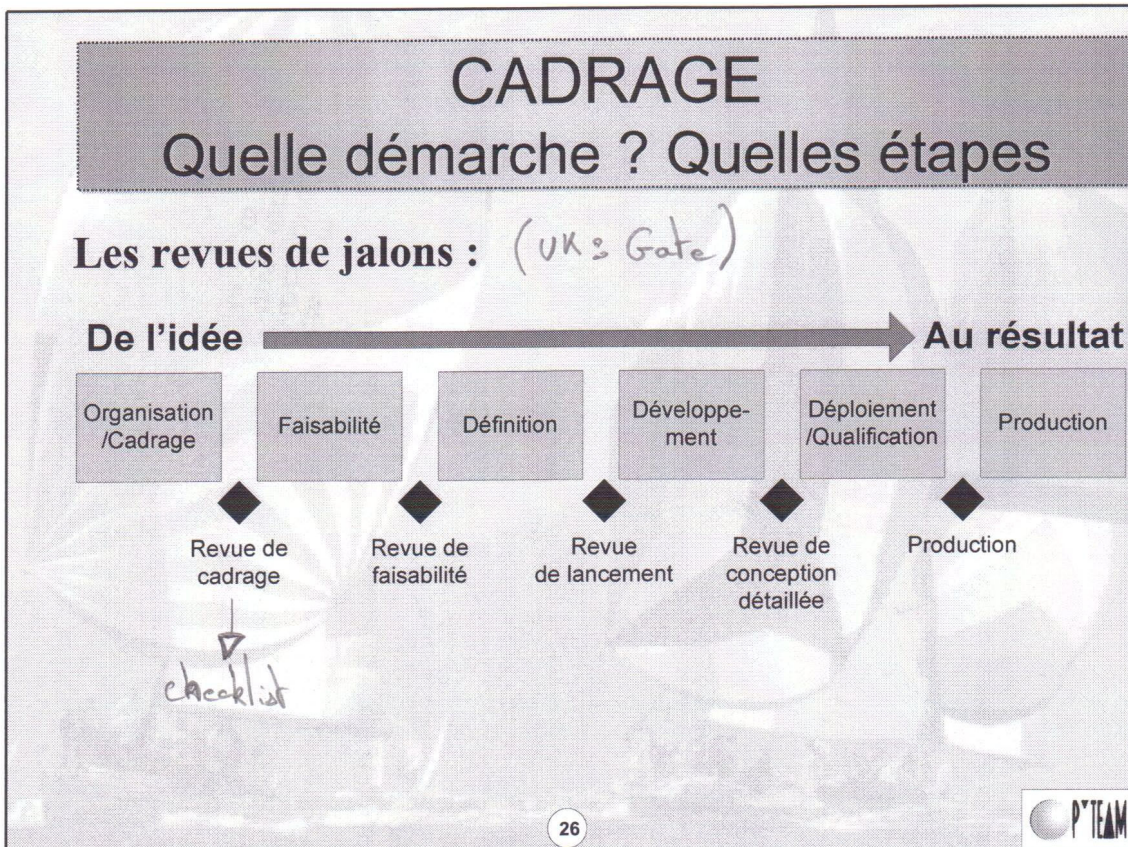 CADRAGE
Quelle démarche ? Quelles étapes
Les revues de jalons : (UK : Gate)
De l'idée Au résultat
Organisation
/Cadrage
Faisabilité
Définition
Développe-
ment
Déploiement
/Qualification
Production
Revue de
cadrage
Revue de
faisabilité
Revue
de lancement
Revue de
conception
détaillée
Production
checklist
26
P'TEAM